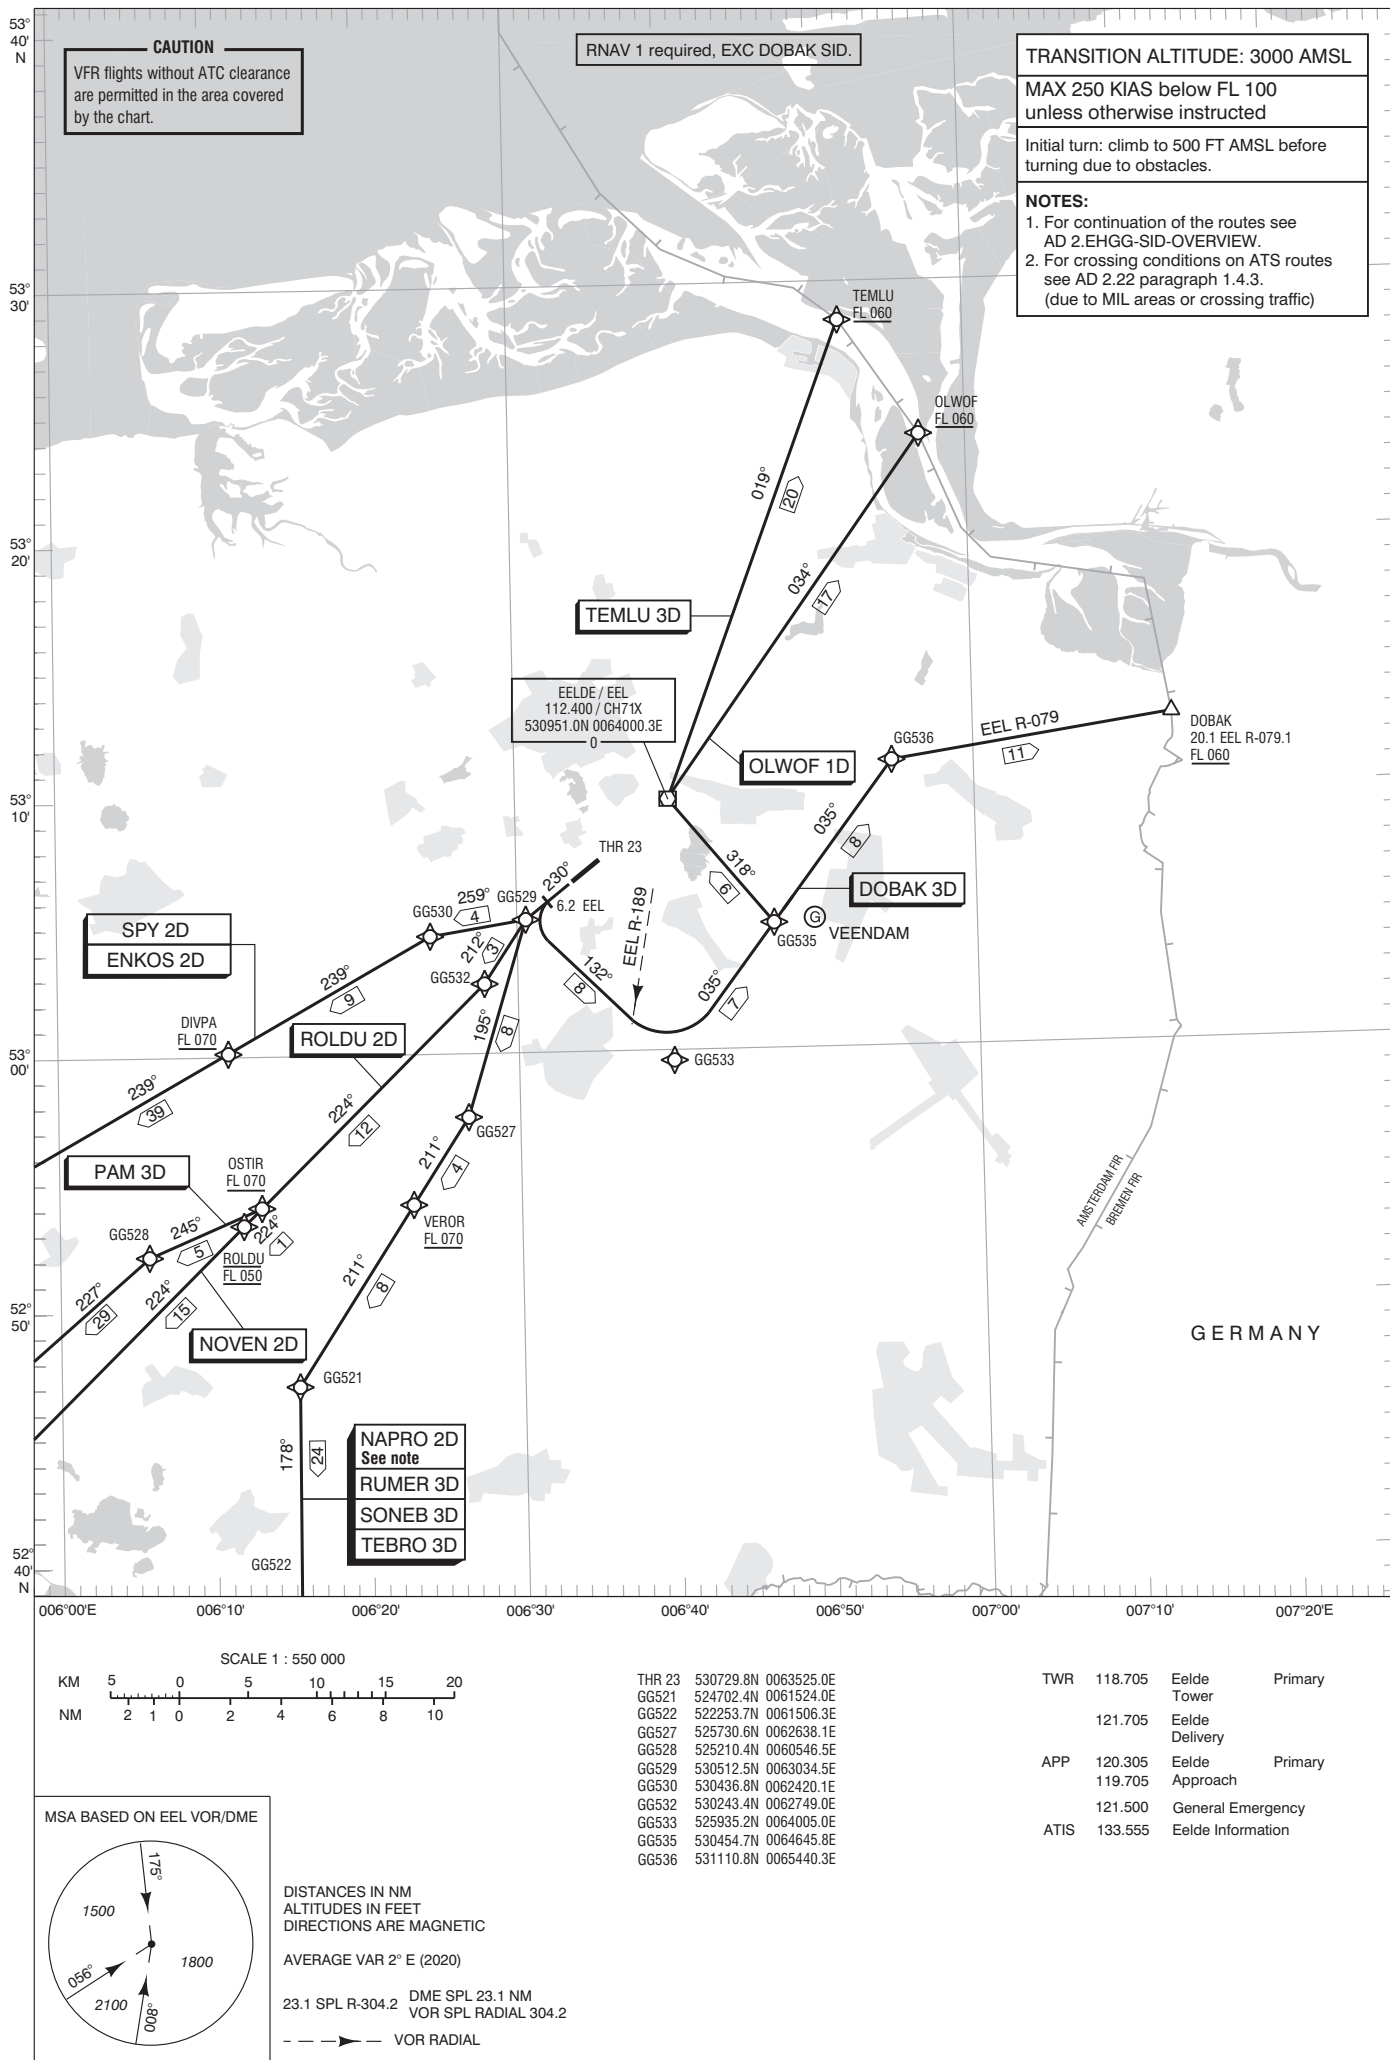 53°
40'
N
CAUTION
VFR flights without ATC clearance
are permitted in the area covered
by the chart.
RNAV 1 required, EXC DOBAK SID.
TRANSITION ALTITUDE: 3000 AMSL
MAX 250 KIAS below FL 100
unless otherwise instructed
Initial turn: climb to 500 FT AMSL before
turning due to obstacles.
NOTES:
1. For continuation of the routes see
AD 2.EHGG-SID-OVERVIEW.
2. For crossing conditions on ATS routes
see AD 2.22 paragraph 1.4.3.
(due to MIL areas or crossing traffic)
53°
30'
TEMLU
FL 060
OLWOF
FL 060
019°
20
53°
20'
034°
17
TEMLU 3D
EELDE / EEL
112.400 / CH71X
530951.0N 0064000.3E
0
DOBAK
20.1 EEL R-079.1
FL 060
EEL R-079
11
GG536
OLWOF 1D
53°
10'
035°
8
THR 23
230°
318°
6
DOBAK 3D
259°
4
GG529
6.2 EEL
GG530
EEL R-189
G
VEENDAM
GG535
SPY 2D
ENKOS 2D
212°
3
GG532
132°
8
035°
7
239°
9
DIVPA
FL 070
195°
8
ROLDU 2D
53°
00'
GG533
239°
39
224°
12
GG527
211°
4
PAM 3D
OSTIR
FL 070
AMSTERDAM FIR
BREMEN FIR
GG528
245°
5
224°
1
VEROR
FL 070
ROLDU
FL 050
227°
29
224°
15
211°
8
52°
50'
NOVEN 2D
GERMANY
GG521
178°
24
NAPRO 2D
See note
RUMER 3D
SONEB 3D
TEBRO 3D
52°
40'
N
GG522
006°00'E 006°10' 006°20' 006°30' 006°40' 006°50' 007°00' 007°10' 007°20'E
SCALE 1 : 550 000
KM 5 0 5 10 15 20
NM 2 1 0 2 4 6 8 10
THR 23 530729.8N 0063525.0E
GG521 524702.4N 0061524.0E
GG522 522253.7N 0061506.3E
GG527 525730.6N 0062638.1E
GG528 525210.4N 0060546.5E
GG529 530512.5N 0063034.5E
GG530 530436.8N 0062420.1E
GG532 530243.4N 0062749.0E
GG533 525935.2N 0064005.0E
GG535 530454.7N 0064645.8E
GG536 531110.8N 0065440.3E
TWR 118.705 Eelde Primary
Tower
121.705 Eelde
Delivery
APP 120.305 Eelde Primary
119.705 Approach
121.500 General Emergency
ATIS 133.555 Eelde Information
MSA BASED ON EEL VOR/DME
175°
1500
1800
056°
2100
008°
DISTANCES IN NM
ALTITUDES IN FEET
DIRECTIONS ARE MAGNETIC
AVERAGE VAR 2° E (2020)
23.1 SPL R-304.2 DME SPL 23.1 NM
VOR SPL RADIAL 304.2
VOR RADIAL